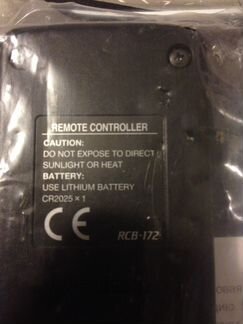 REMOTE CONTROLLER
CAUTION:
DO NOT EXPOSE TO DIRECT
SUNLIGHT OR HEAT
BATTERY:
USE LITHIUM BATTERY
CR2025 × 1
CE
RCB-172